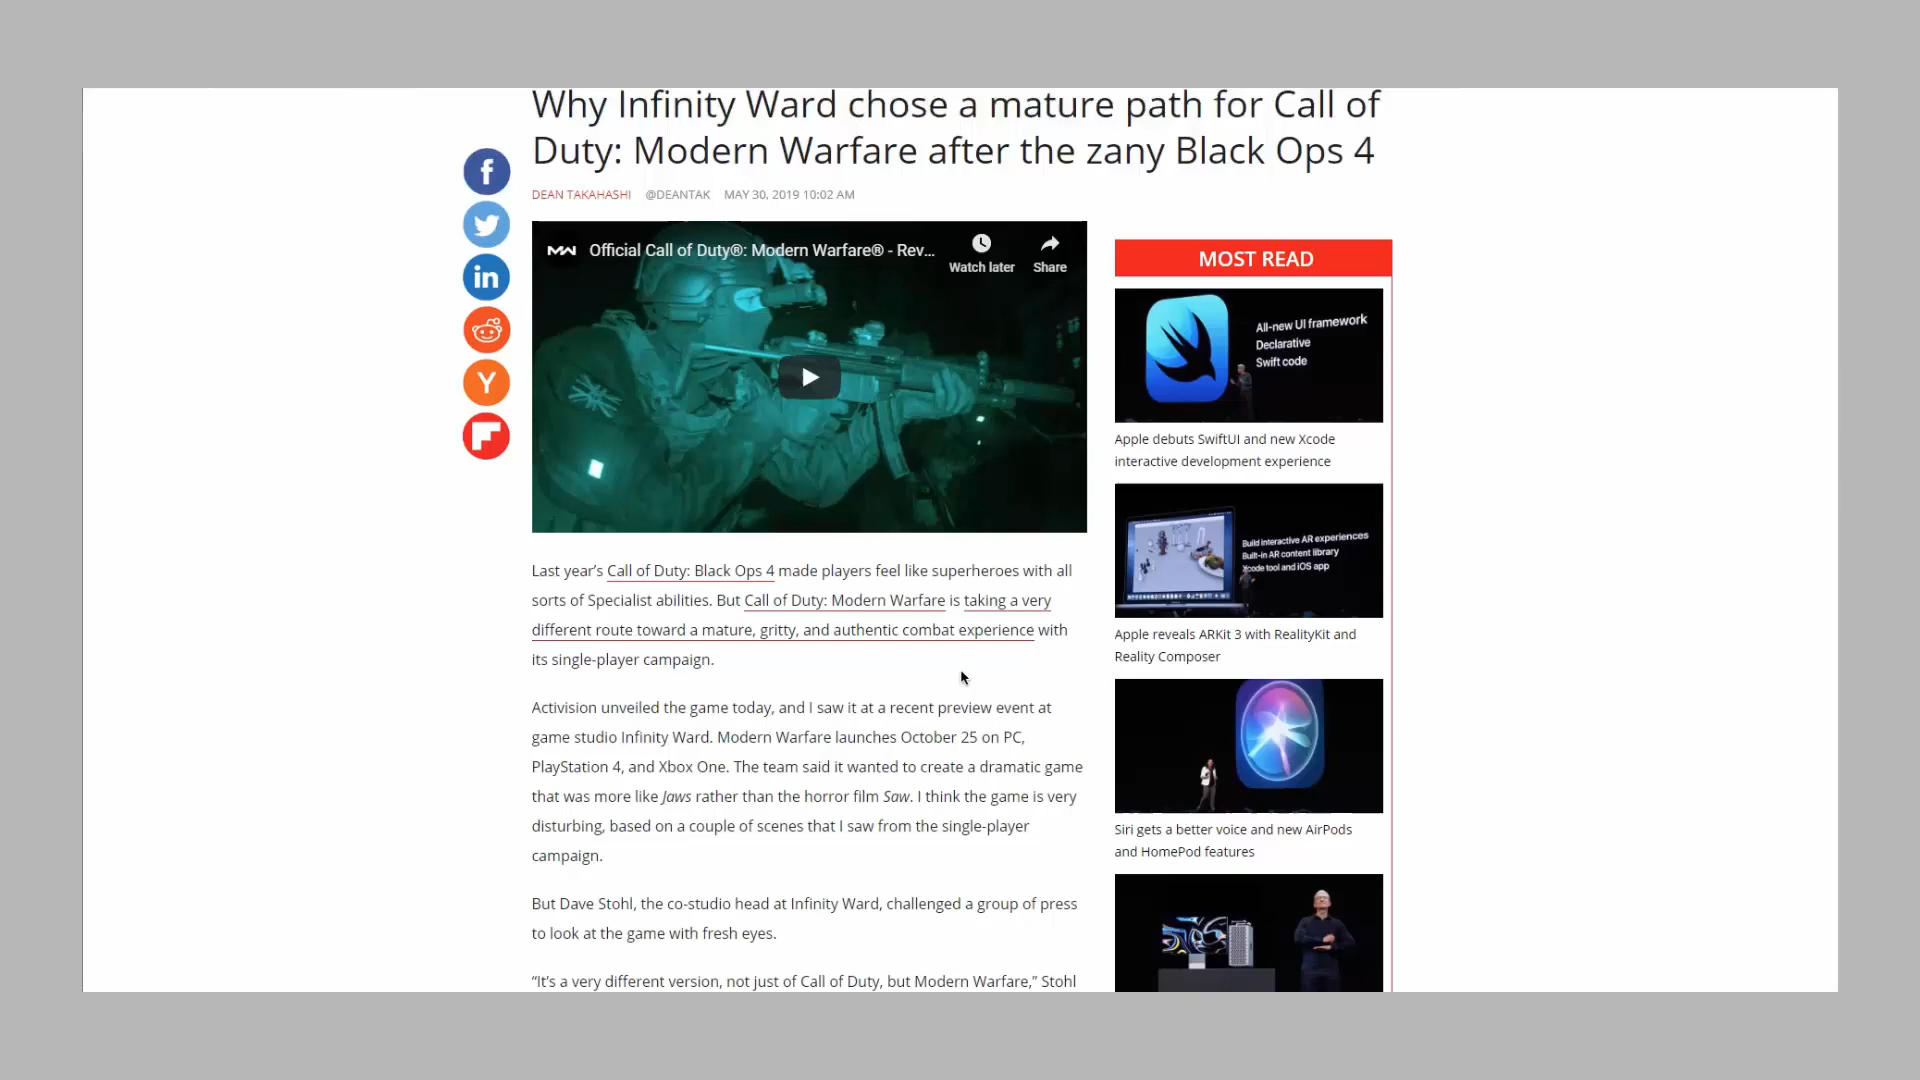 Why Infinity Ward chose a mature path for Call of
Duty: Modern Warfare after the zany Black Ops 4
DEAN TAKAHASHI @DEANTAK MAY 30, 2019 10:02 AM
f
in
Y
Official Call of Duty®: Modern Warfare® - Rev...
Watch later
Share
Last year’s Call of Duty: Black Ops 4 made players feel like superheroes with all
sorts of Specialist abilities. But Call of Duty: Modern Warfare is taking a very
different route toward a mature, gritty, and authentic combat experience with
its single-player campaign.
Activision unveiled the game today, and I saw it at a recent preview event at
game studio Infinity Ward. Modern Warfare launches October 25 on PC,
PlayStation 4, and Xbox One. The team said it wanted to create a dramatic game
that was more like Jaws rather than the horror film Saw. I think the game is very
disturbing, based on a couple of scenes that I saw from the single-player
campaign.
But Dave Stohl, the co-studio head at Infinity Ward, challenged a group of press
to look at the game with fresh eyes.
“It’s a very different version, not just of Call of Duty, but Modern Warfare,” Stohl
MOST READ
All-new UI framework
Declarative
Swift code
Apple debuts SwiftUI and new Xcode
interactive development experience
Build interactive AR experiences
Built-in AR content library
Xcode tool and iOS app
Apple reveals ARKit 3 with RealityKit and
Reality Composer
Siri gets a better voice and new AirPods
and HomePod features